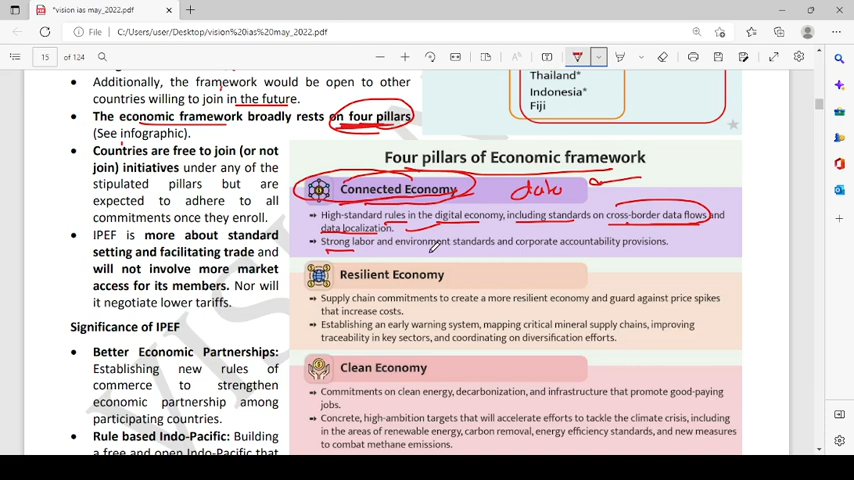 *vision ias may_2022.pdf
File
C:/Users/user/Desktop/vision%20ias%20may_2022.pdf
15 of 124
Additionally, the framework would be open to other
countries willing to join in the future.
The economic framework broadly rests on four pillars
(See infographic).
Countries are free to join (or not
join) initiatives under any of the
stipulated pillars but are
expected to adhere to all
commitments once they enroll.
IPEF is more about standard
setting and facilitating trade and
will not involve more market
access for its members. Nor will
it negotiate lower tariffs.
Significance of IPEF
Better Economic Partnerships:
Establishing new rules of
commerce to strengthen
economic partnership among
participating countries.
Rule based Indo-Pacific: Building
a free and open Indo-Pacific that
Thailand*
Indonesia*
Fiji
Four pillars of Economic framework
Connected Economy
data
High-standard rules in the digital economy, including standards on cross-border data flows and
data localization.
Strong labor and environment standards and corporate accountability provisions.
Resilient Economy
Supply chain commitments to create a more resilient economy and guard against price spikes
that increase costs.
Establishing an early warning system, mapping critical mineral supply chains, improving
traceability in key sectors, and coordinating on diversification efforts.
Clean Economy
Commitments on clean energy, decarbonization, and infrastructure that promote good-paying
jobs.
Concrete, high-ambition targets that will accelerate efforts to tackle the climate crisis, including
in the areas of renewable energy, carbon removal, energy efficiency standards, and new measures
to combat methane emissions.